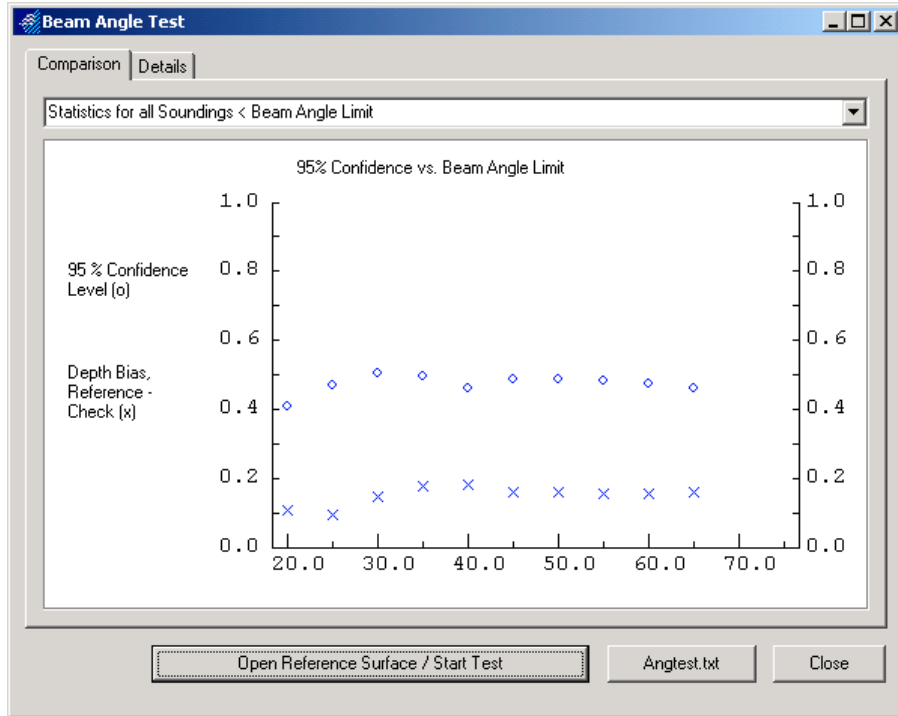 Beam Angle Test
Comparison
Details
Statistics for all Soundings < Beam Angle Limit
95% Confidence vs. Beam Angle Limit
95 % Confidence
Level (o)
Depth Bias,
Reference -
Check (x)
1.0
0.8
0.6
0.4
0.2
0.0
1.0
0.8
0.6
0.4
0.2
0.0
20.0 30.0 40.0 50.0 60.0 70.0
Open Reference Surface / Start Test
Angtest.txt
Close